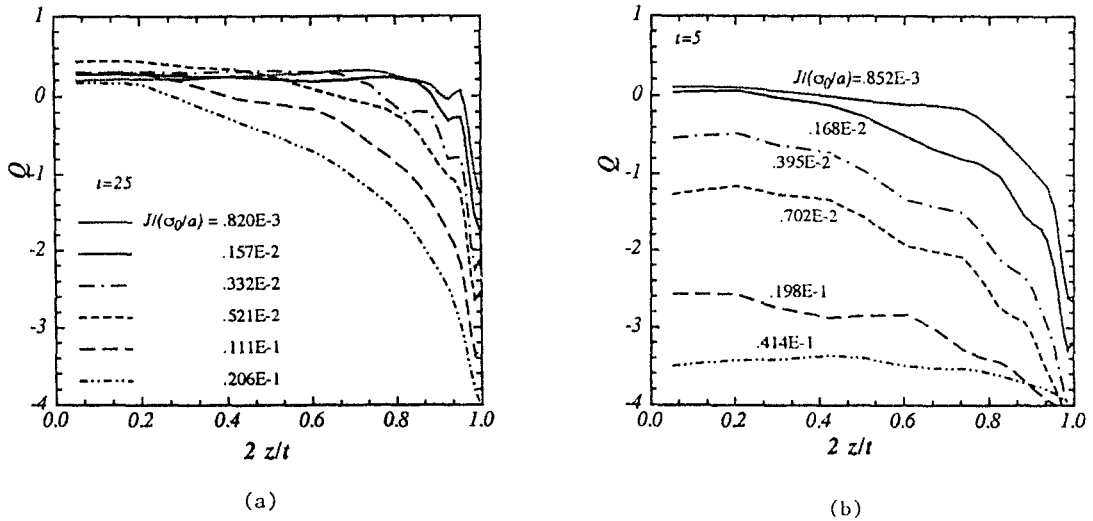 1
0
-1
-2
-3
-4
Q
t=25
J/(σ0/a) = .820E-3
.157E-2
.332E-2
.521E-2
.111E-1
.206E-1
0.0 0.2 0.4 0.6 0.8 1.0
2 z/t
(a)
1
0
-1
-2
-3
-4
Q
t=5
J/(σ0/a)=.852E-3
.168E-2
.395E-2
.702E-2
.198E-1
.414E-1
0.0 0.2 0.4 0.6 0.8 1.0
2 z/t
(b)